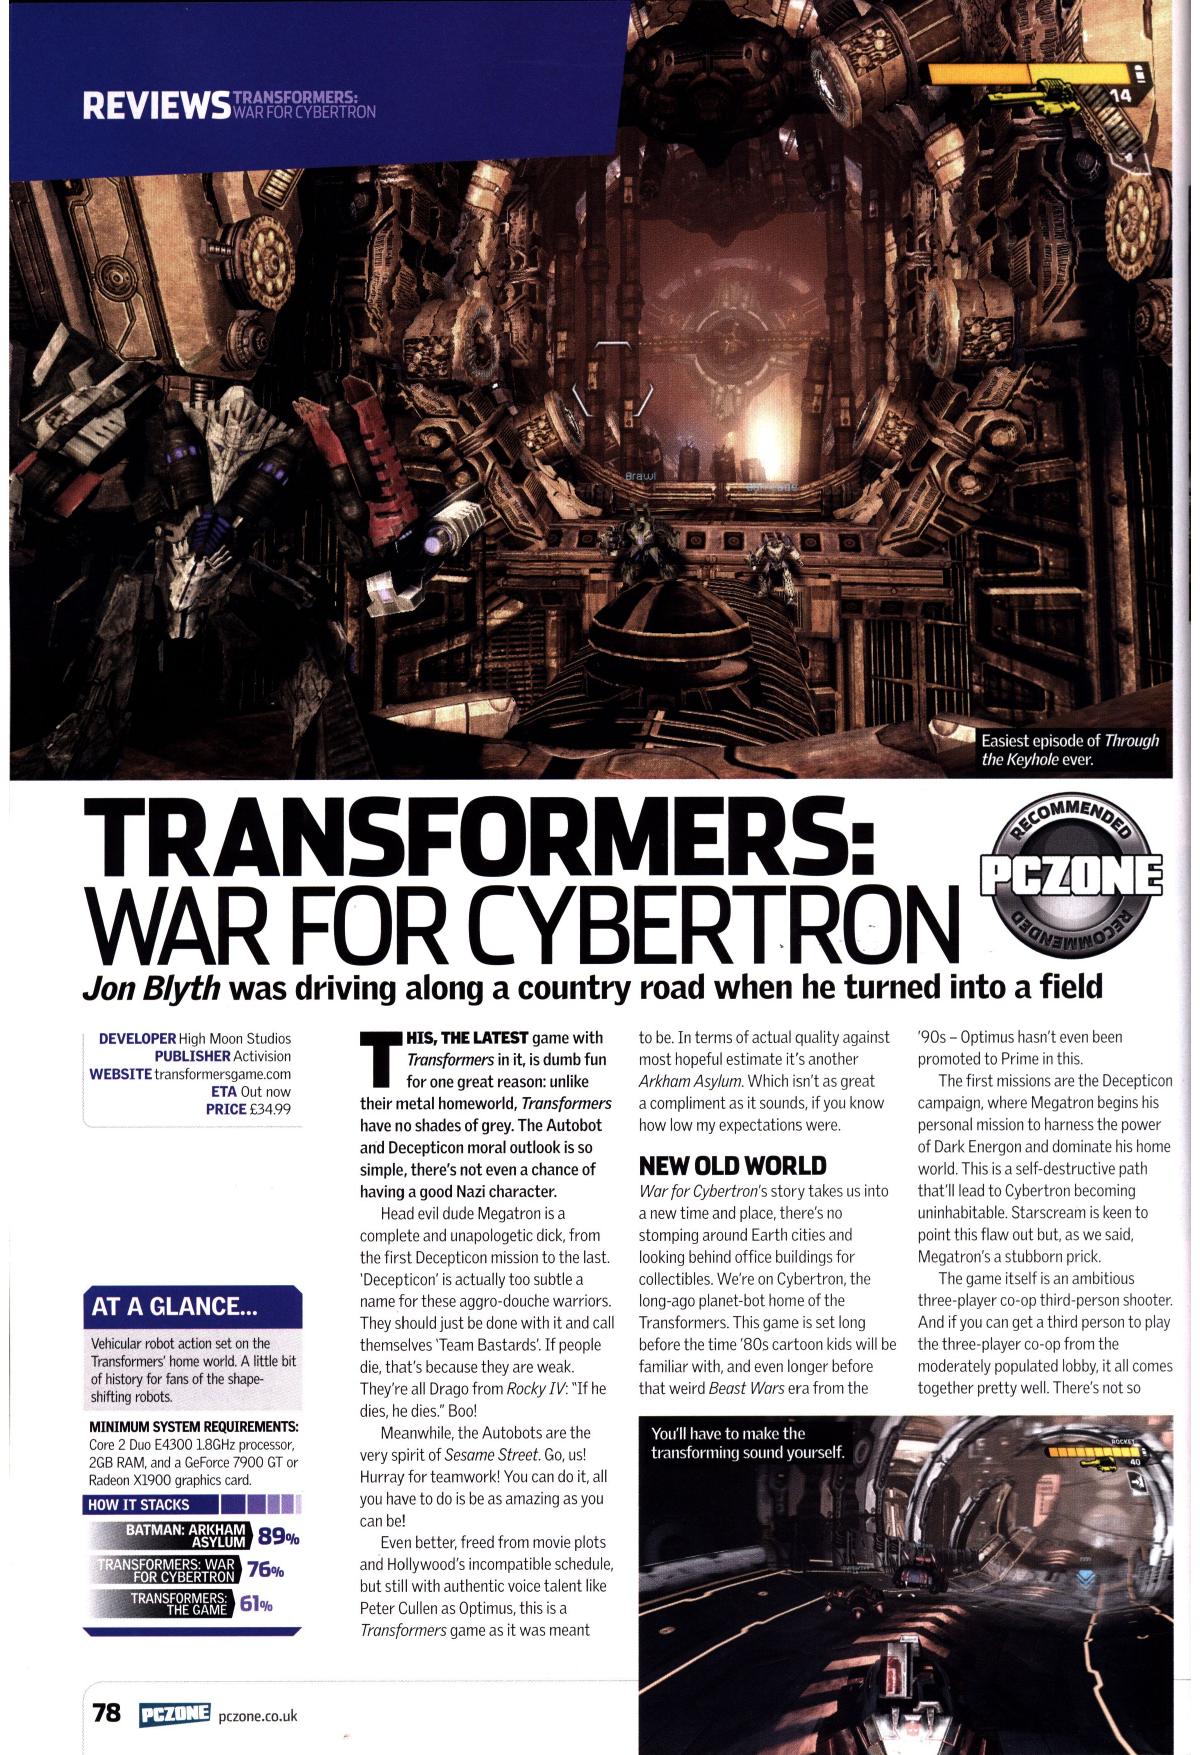 REVIEWS TRANSFORMERS:
WAR FOR CYBERTRON
14
Brawl
Easiest episode of Through
the Keyhole ever.
TRANSFORMERS:
WAR FOR CYBERTRON
RECOMMENDED
PCZONE
RECOMMENDED
Jon Blyth was driving along a country road when he turned into a field
DEVELOPER High Moon Studios
PUBLISHER Activision
WEBSITE transformersgame.com
ETA Out now
PRICE £34.99
AT A GLANCE...
Vehicular robot action set on the
Transformers' home world. A little bit
of history for fans of the shape-
shifting robots.
MINIMUM SYSTEM REQUIREMENTS:
Core 2 Duo E4300 1.8GHz processor,
2GB RAM, and a GeForce 7900 GT or
Radeon X1900 graphics card.
HOW IT STACKS
BATMAN: ARKHAM
ASYLUM 89%
TRANSFORMERS: WAR
FOR CYBERTRON 76%
TRANSFORMERS:
THE GAME 61%
THIS, THE LATEST game with
Transformers in it, is dumb fun
for one great reason: unlike
their metal homeworld, Transformers
have no shades of grey. The Autobot
and Decepticon moral outlook is so
simple, there's not even a chance of
having a good Nazi character.
Head evil dude Megatron is a
complete and unapologetic dick, from
the first Decepticon mission to the last.
'Decepticon' is actually too subtle a
name for these aggro-douche warriors.
They should just be done with it and call
themselves 'Team Bastards'. If people
die, that's because they are weak.
They're all Drago from Rocky IV: "If he
dies, he dies." Boo!
Meanwhile, the Autobots are the
very spirit of Sesame Street. Go, us!
Hurray for teamwork! You can do it, all
you have to do is be as amazing as you
can be!
Even better, freed from movie plots
and Hollywood's incompatible schedule,
but still with authentic voice talent like
Peter Cullen as Optimus, this is a
Transformers game as it was meant
to be. In terms of actual quality against
most hopeful estimate it's another
Arkham Asylum. Which isn't as great
a compliment as it sounds, if you know
how low my expectations were.
NEW OLD WORLD
War for Cybertron's story takes us into
a new time and place, there's no
stomping around Earth cities and
looking behind office buildings for
collectibles. We're on Cybertron, the
long-ago planet-bot home of the
Transformers. This game is set long
before the time '80s cartoon kids will be
familiar with, and even longer before
that weird Beast Wars era from the
'90s – Optimus hasn't even been
promoted to Prime in this.
The first missions are the Decepticon
campaign, where Megatron begins his
personal mission to harness the power
of Dark Energon and dominate his home
world. This is a self-destructive path
that'll lead to Cybertron becoming
uninhabitable. Starscream is keen to
point this flaw out but, as we said,
Megatron's a stubborn prick.
The game itself is an ambitious
three-player co-op third-person shooter.
And if you can get a third person to play
the three-player co-op from the
moderately populated lobby, it all comes
together pretty well. There's not so
You'll have to make the
transforming sound yourself.
ROCKET
40
78 PCZONE pczone.co.uk